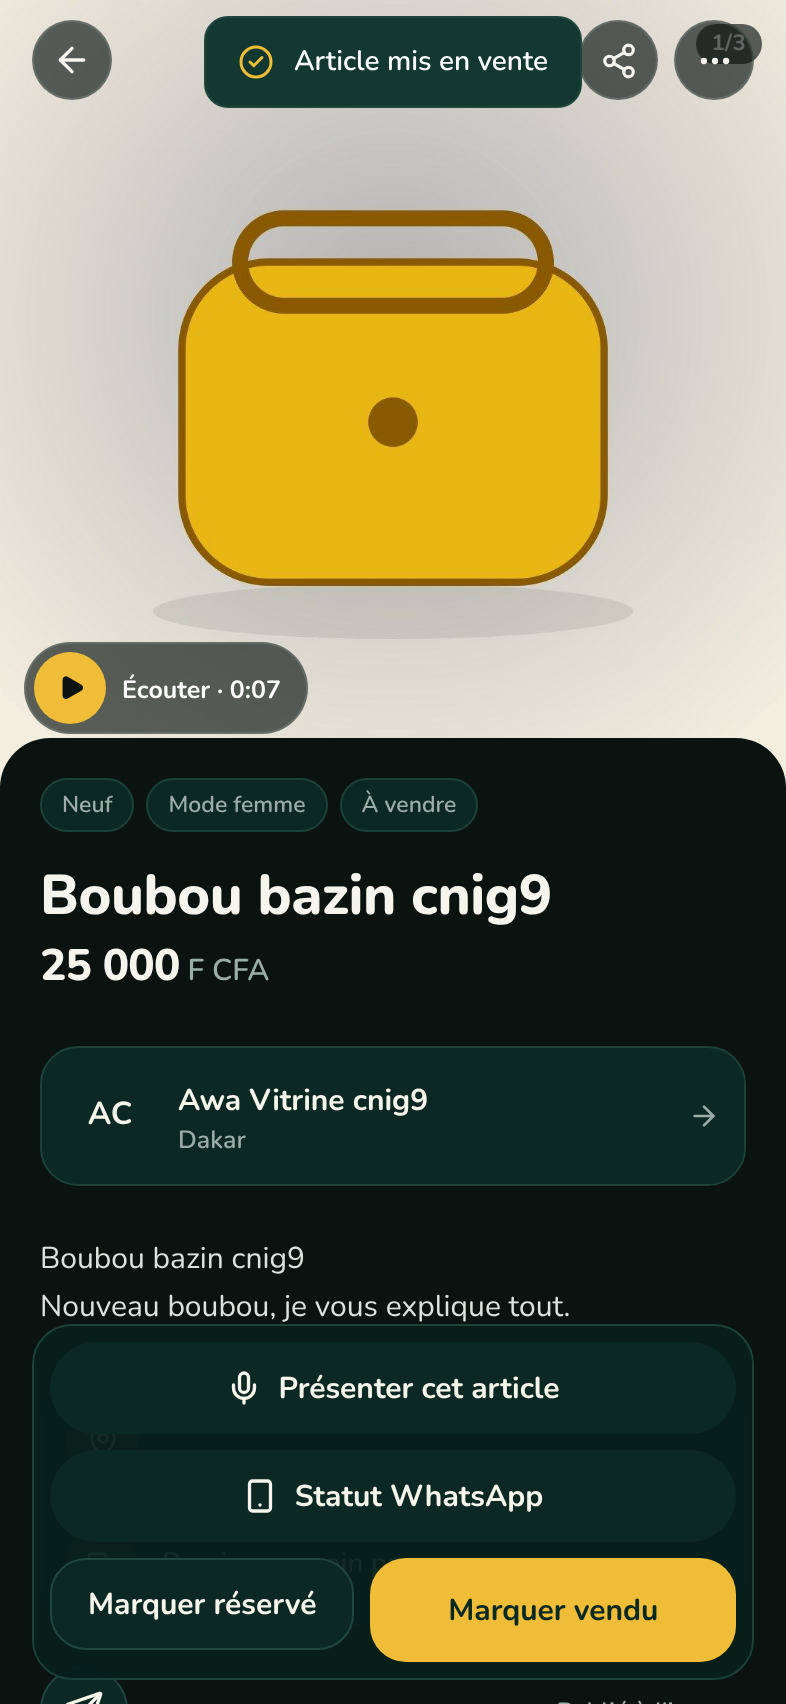 Article mis en vente
1/3
Écouter · 0:07
Neuf
Mode femme
À vendre
Boubou bazin cnig9
25 000 F CFA
AC
Awa Vitrine cnig9
Dakar
Boubou bazin cnig9
Nouveau boubou, je vous explique tout.
Présenter cet article
Statut WhatsApp
Marquer réservé
Marquer vendu